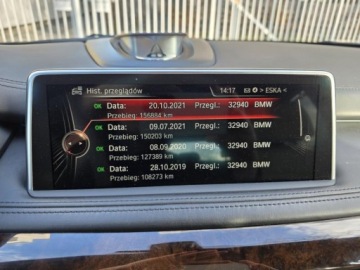 Hist. przeglądów 14:17 > ESKA <
OK Data: 20.10.2021 Przegl.: 32940 BMW
Przebieg: 156884 km
OK Data: 09.07.2021 Przegl.: 32940 BMW
Przebieg: 150203 km
OK Data: 08.09.2020 Przegl.: 32940 BMW
Przebieg: 127389 km
OK Data: 28.10.2019 Przegl.: 32940 BMW
Przebieg: 108273 km